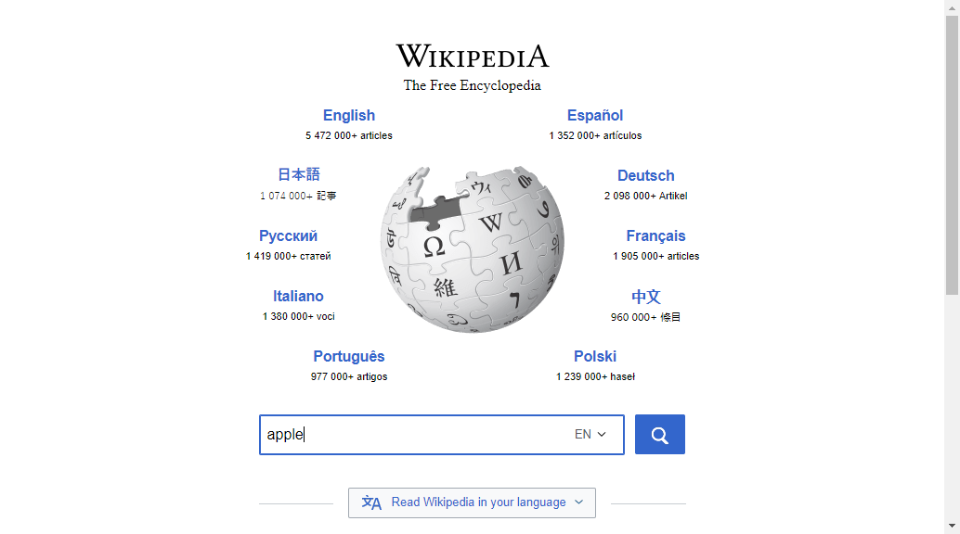 WIKIPEDIA
The Free Encyclopedia
English
5 472 000+ articles
Español
1 352 000+ artículos
日本語
1 074 000+ 記事
Deutsch
2 098 000+ Artikel
Русский
1 419 000+ статей
Français
1 905 000+ articles
Italiano
1 380 000+ voci
中文
960 000+ 條目
Português
977 000+ artigos
Polski
1 239 000+ haseł
ウィ
W
Ω
И
維
apple
EN
Read Wikipedia in your language